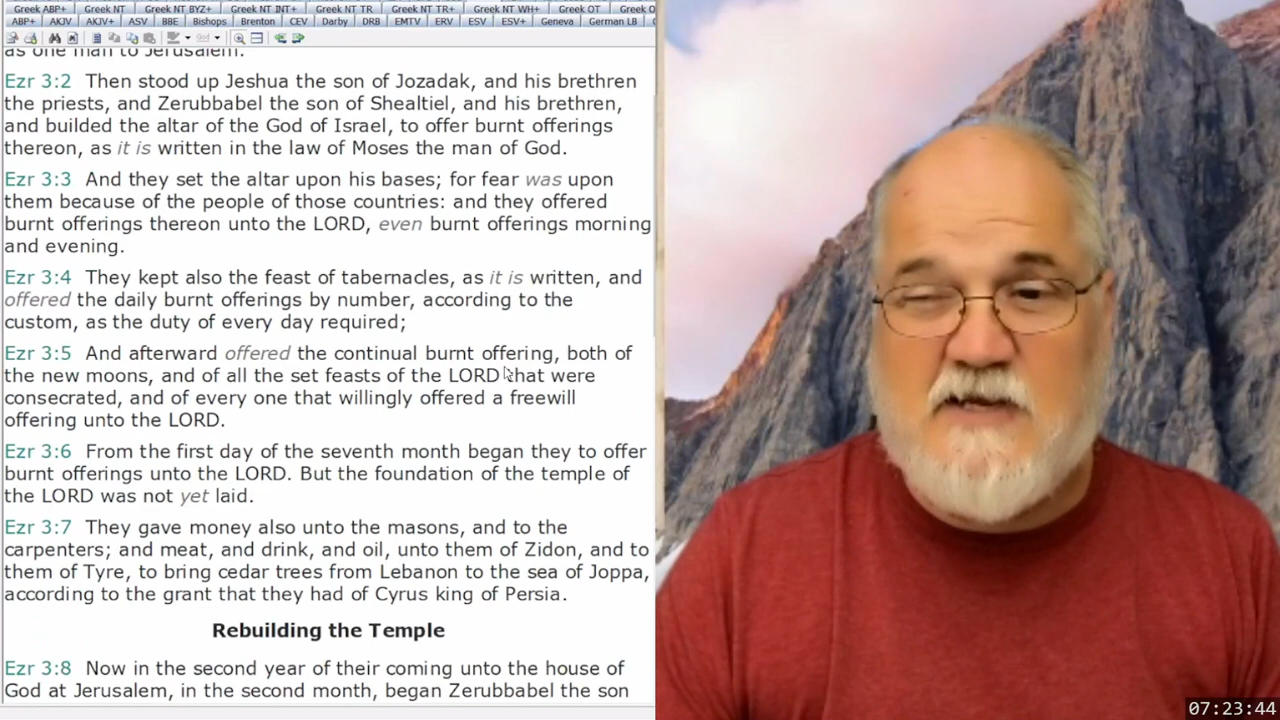 Greek ABP+ Greek NT Greek NT BYZ+ Greek NT INT+ Greek NT TR Greek NT TR+ Greek NT WH+ Greek OT Greek O
ABP+ AKJV AKJV+ ASV BBE Bishops Brenton CEV Darby DRB EMTV ERV ESV ESV+ Geneva German LB
as one man to Jerusalem.
Ezr 3:2 Then stood up Jeshua the son of Jozadak, and his brethren
the priests, and Zerubbabel the son of Shealtiel, and his brethren,
and builded the altar of the God of Israel, to offer burnt offerings
thereon, as it is written in the law of Moses the man of God.
Ezr 3:3 And they set the altar upon his bases; for fear was upon
them because of the people of those countries: and they offered
burnt offerings thereon unto the LORD, even burnt offerings morning
and evening.
Ezr 3:4 They kept also the feast of tabernacles, as it is written, and
offered the daily burnt offerings by number, according to the
custom, as the duty of every day required;
Ezr 3:5 And afterward offered the continual burnt offering, both of
the new moons, and of all the set feasts of the LORD that were
consecrated, and of every one that willingly offered a freewill
offering unto the LORD.
Ezr 3:6 From the first day of the seventh month began they to offer
burnt offerings unto the LORD. But the foundation of the temple of
the LORD was not yet laid.
Ezr 3:7 They gave money also unto the masons, and to the
carpenters; and meat, and drink, and oil, unto them of Zidon, and to
them of Tyre, to bring cedar trees from Lebanon to the sea of Joppa,
according to the grant that they had of Cyrus king of Persia.
Rebuilding the Temple
Ezr 3:8 Now in the second year of their coming unto the house of
God at Jerusalem, in the second month, began Zerubbabel the son
07:23:44